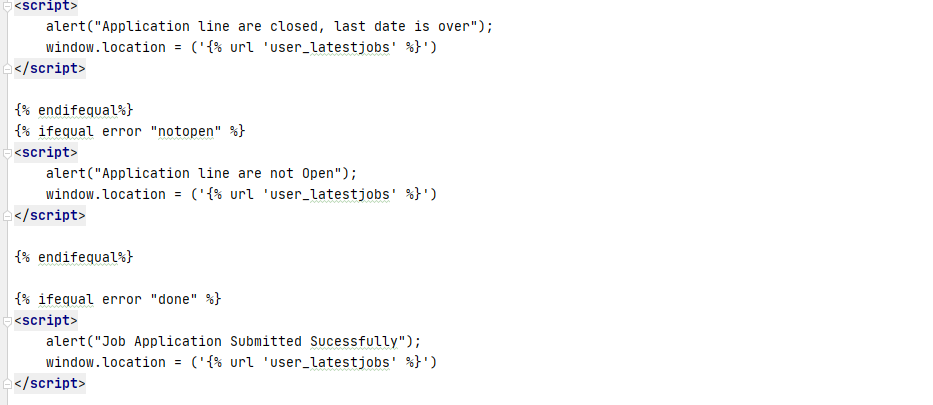 <script>
alert("Application line are closed, last date is over");
window.location = ('{% url 'user_latestjobs' %}')
</script>
{% endifequal%}
{% ifequal error "notopen" %}
<script>
alert("Application line are not Open");
window.location = ('{% url 'user_latestjobs' %}')
</script>
{% endifequal%}
{% ifequal error "done" %}
<script>
alert("Job Application Submitted Sucessfully");
window.location = ('{% url 'user_latestjobs' %}')
</script>